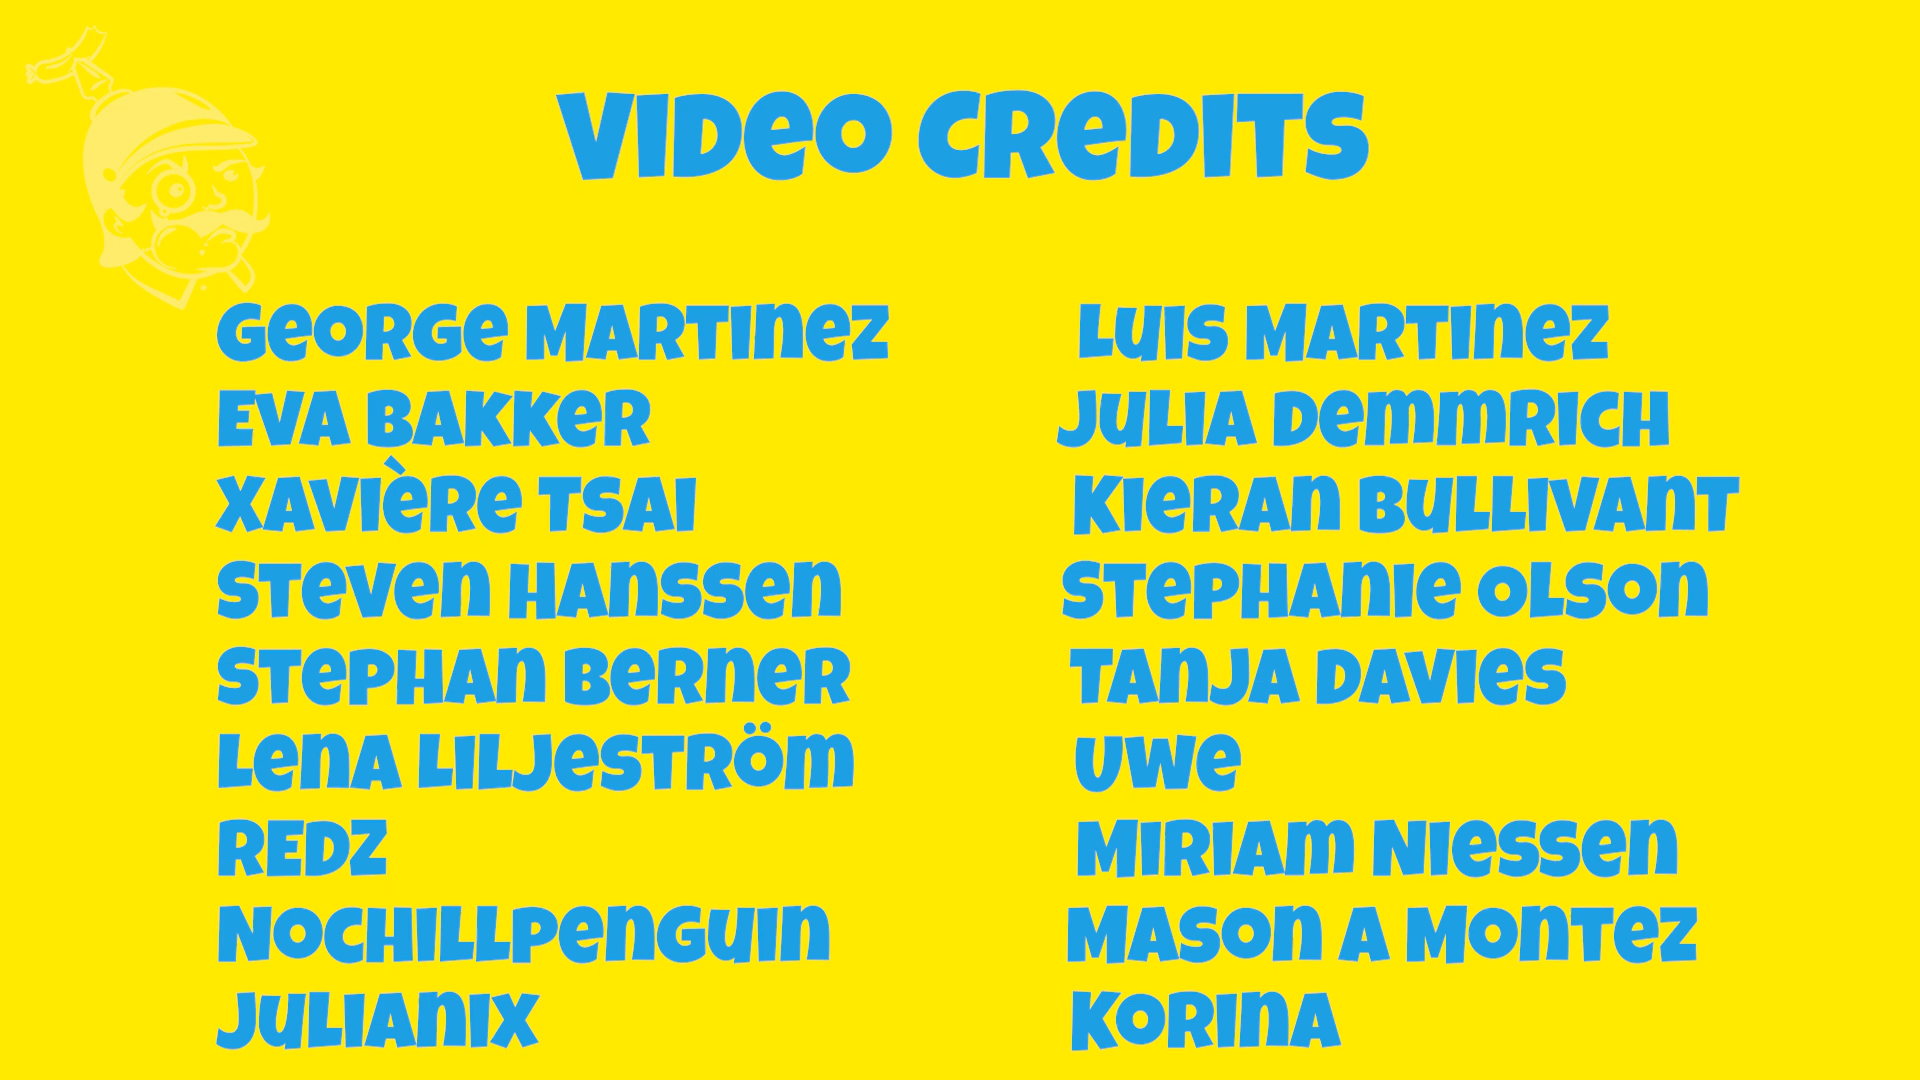 Video Credits
George Martinez
Eva Bakker
Xavière Tsai
Steven Hanssen
Stephan Berner
Lena Liljeström
REDZ
NochillPenguin
Julianix
Luis Martinez
Julia Demmrich
Kieran Bullivant
Stephanie Olson
Tanja Davies
Uwe
Miriam Niessen
Mason A Montez
Korina